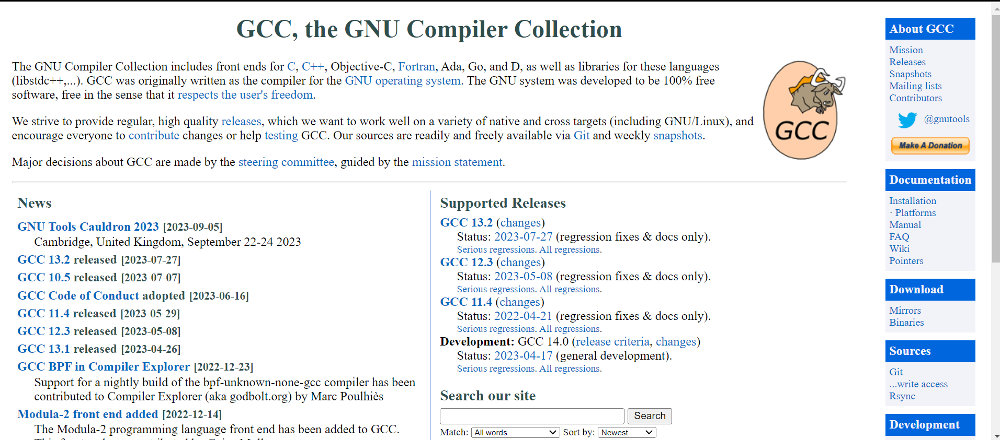 GCC, the GNU Compiler Collection
The GNU Compiler Collection includes front ends for C, C++, Objective-C, Fortran, Ada, Go, and D, as well as libraries for these languages
(libstdc++,...). GCC was originally written as the compiler for the GNU operating system. The GNU system was developed to be 100% free
software, free in the sense that it respects the user's freedom.
We strive to provide regular, high quality releases, which we want to work well on a variety of native and cross targets (including GNU/Linux), and
encourage everyone to contribute changes or help testing GCC. Our sources are readily and freely available via Git and weekly snapshots.
Major decisions about GCC are made by the steering committee, guided by the mission statement.
GCC
News
GNU Tools Cauldron 2023 [2023-09-05]
Cambridge, United Kingdom, September 22-24 2023
GCC 13.2 released [2023-07-27]
GCC 10.5 released [2023-07-07]
GCC Code of Conduct adopted [2023-06-16]
GCC 11.4 released [2023-05-29]
GCC 12.3 released [2023-05-08]
GCC 13.1 released [2023-04-26]
GCC BPF in Compiler Explorer [2022-12-23]
Support for a nightly build of the bpf-unknown-none-gcc compiler has been
contributed to Compiler Explorer (aka godbolt.org) by Marc Poulhiès
Modula-2 front end added [2022-12-14]
The Modula-2 programming language front end has been added to GCC.
Supported Releases
GCC 13.2 (changes)
Status: 2023-07-27 (regression fixes & docs only).
Serious regressions. All regressions.
GCC 12.3 (changes)
Status: 2023-05-08 (regression fixes & docs only).
Serious regressions. All regressions.
GCC 11.4 (changes)
Status: 2022-04-21 (regression fixes & docs only).
Serious regressions. All regressions.
Development: GCC 14.0 (release criteria, changes)
Status: 2023-04-17 (general development).
Serious regressions. All regressions.
Search our site
Search
Match: All words Sort by: Newest
About GCC
Mission
Releases
Snapshots
Mailing lists
Contributors
@gnutools
Make A Donation
Documentation
Installation
· Platforms
Manual
FAQ
Wiki
Pointers
Download
Mirrors
Binaries
Sources
Git
...write access
Rsync
Development